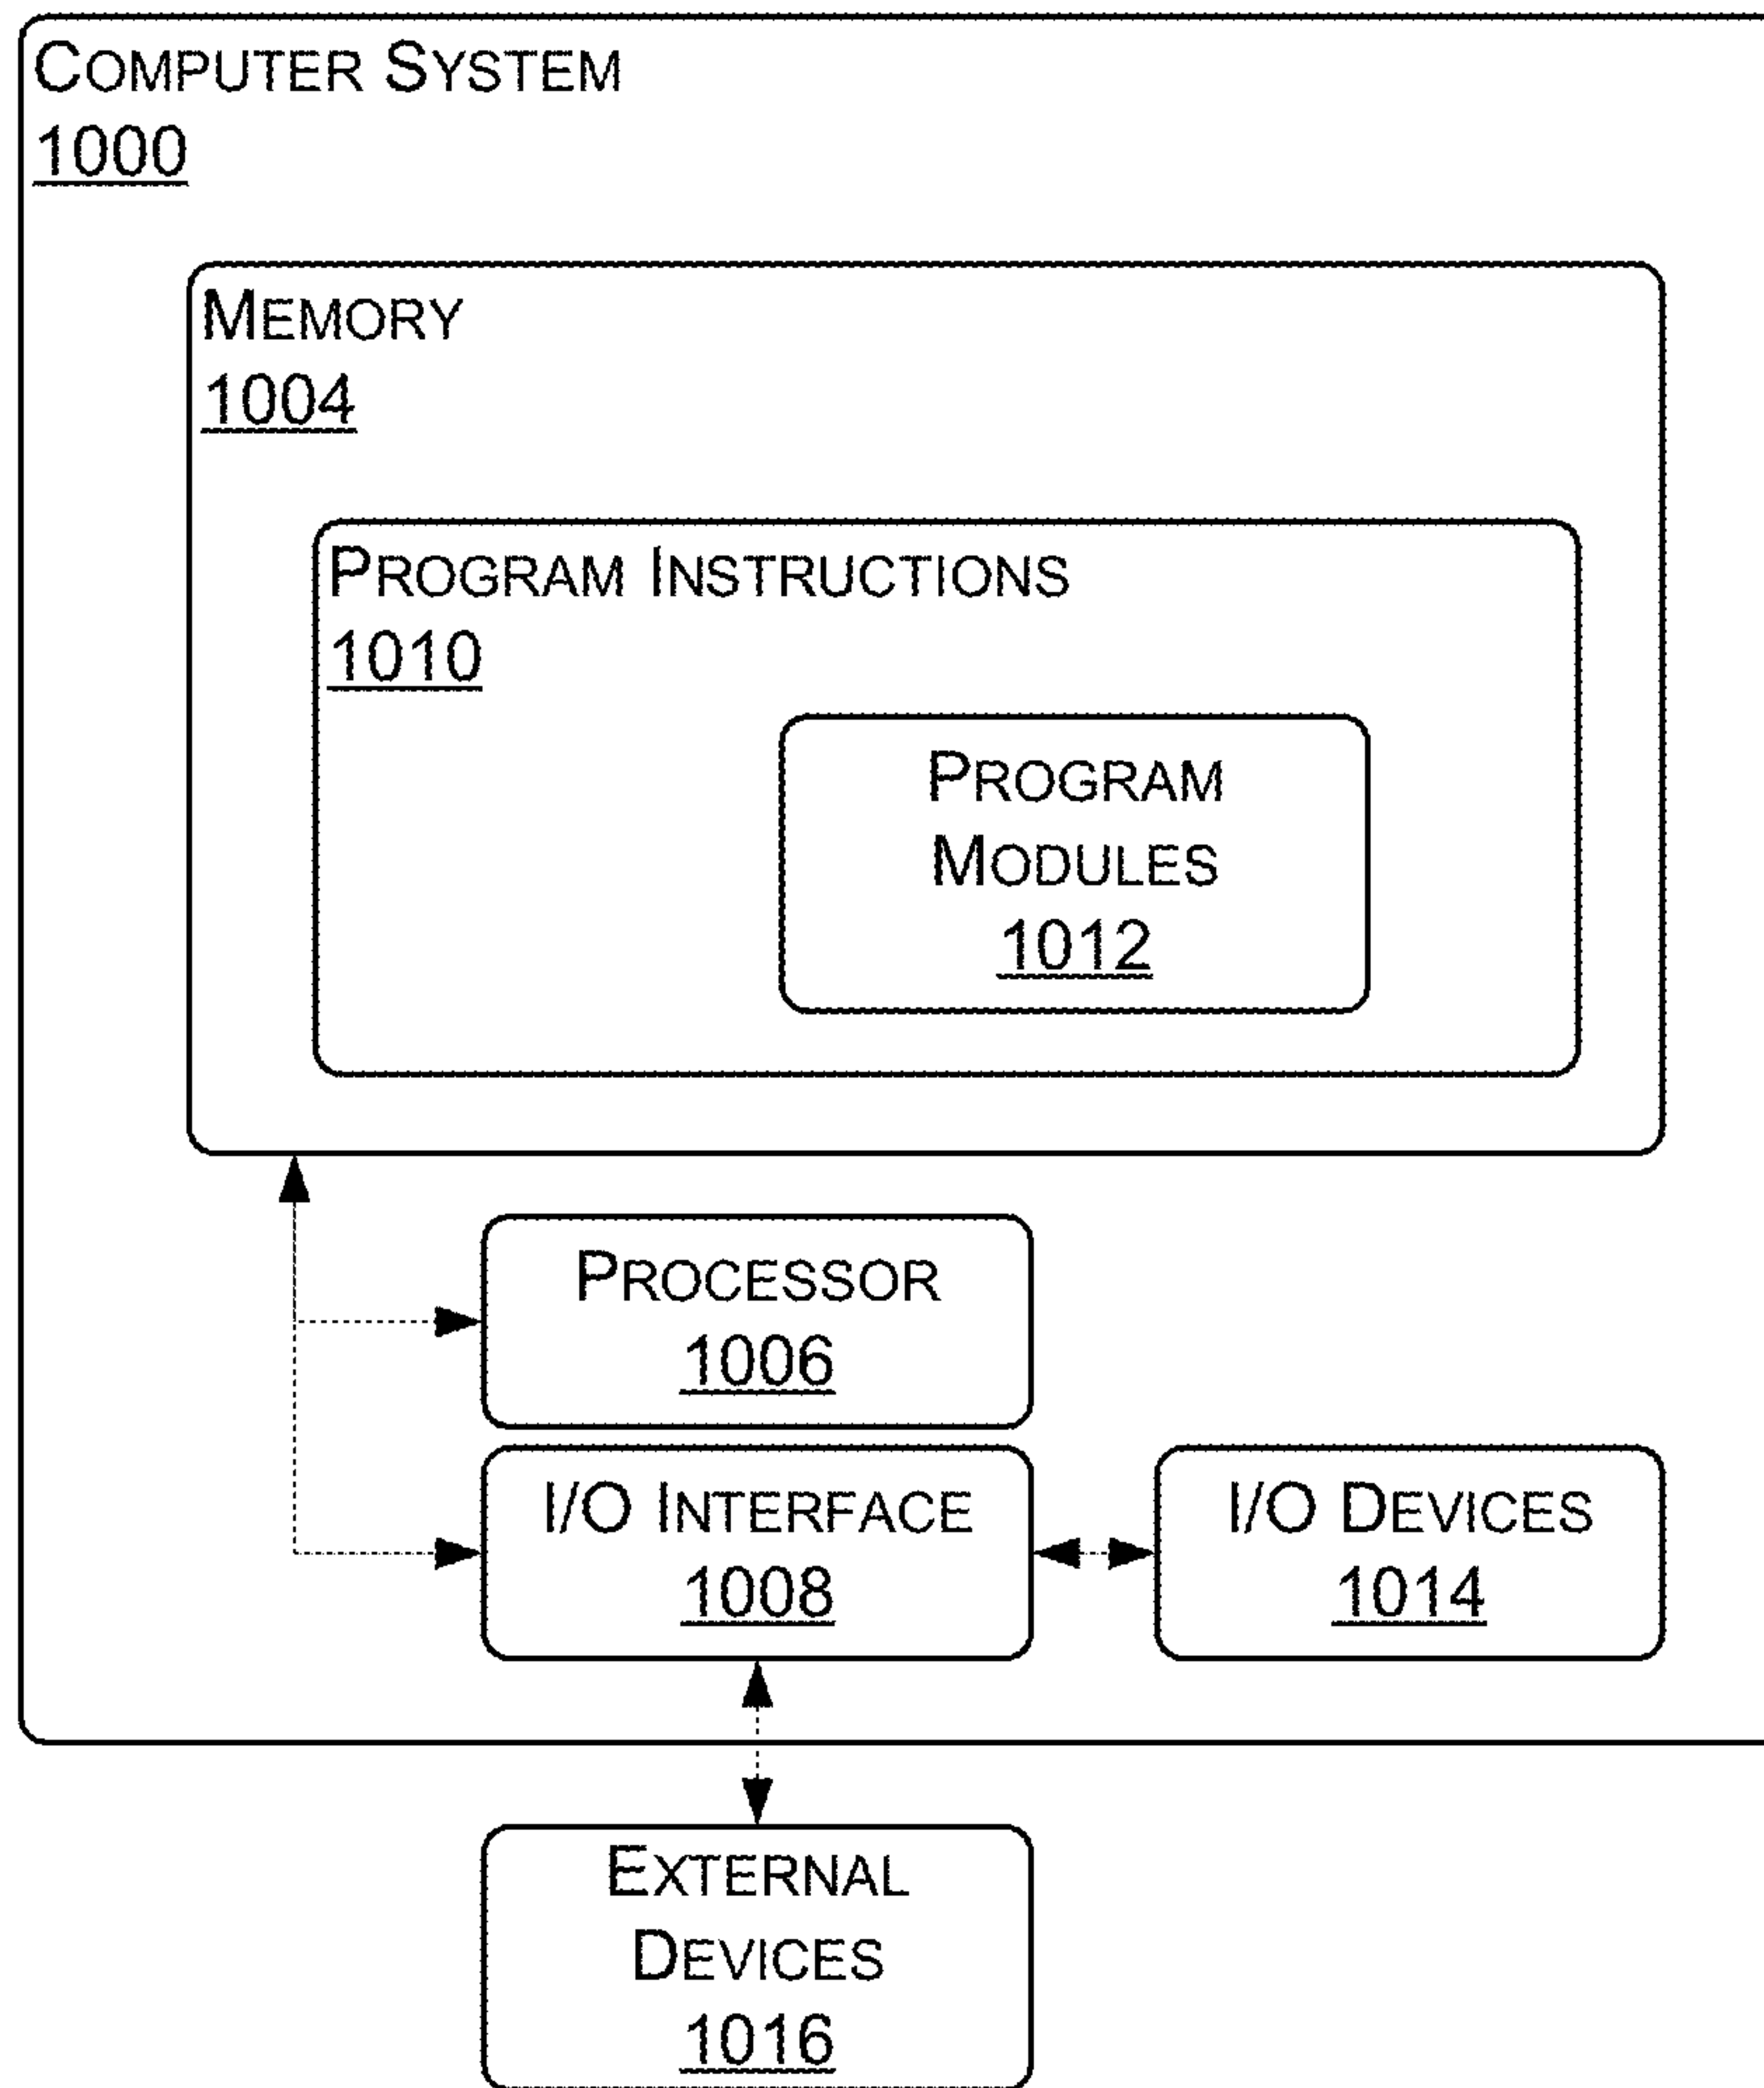 COMPUTER SYSTEM
1000
MEMORY
1004
PROGRAM INSTRUCTIONS
1010
PROGRAM
MODULES
1012
PROCESSOR
1006
I/O INTERFACE
1008
I/O DEVICES
1014
EXTERNAL
DEVICES
1016